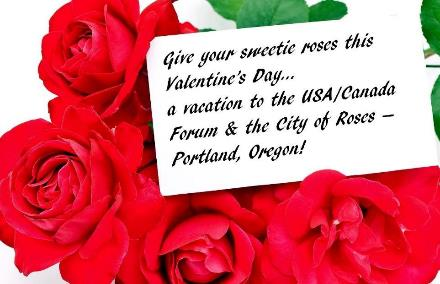 Give your sweetie roses this
Valentine's Day...
a vacation to the USA/Canada
Forum & the City of Roses –
Portland, Oregon!